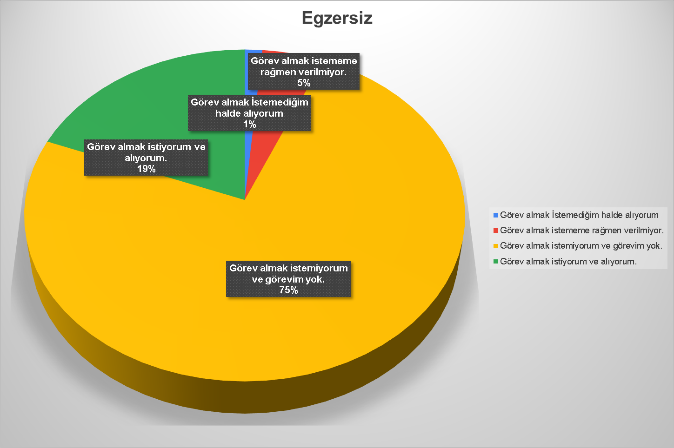 Egzersiz
Görev almak istememe
rağmen verilmiyor.
5%
Görev almak İstemediğim
halde alıyorum
1%
Görev almak istiyorum ve
alıyorum.
19%
Görev almak istemiyorum
ve görevim yok.
75%
Görev almak İstemediğim halde alıyorum
Görev almak istememe rağmen verilmiyor.
Görev almak istemiyorum ve görevim yok.
Görev almak istiyorum ve alıyorum.